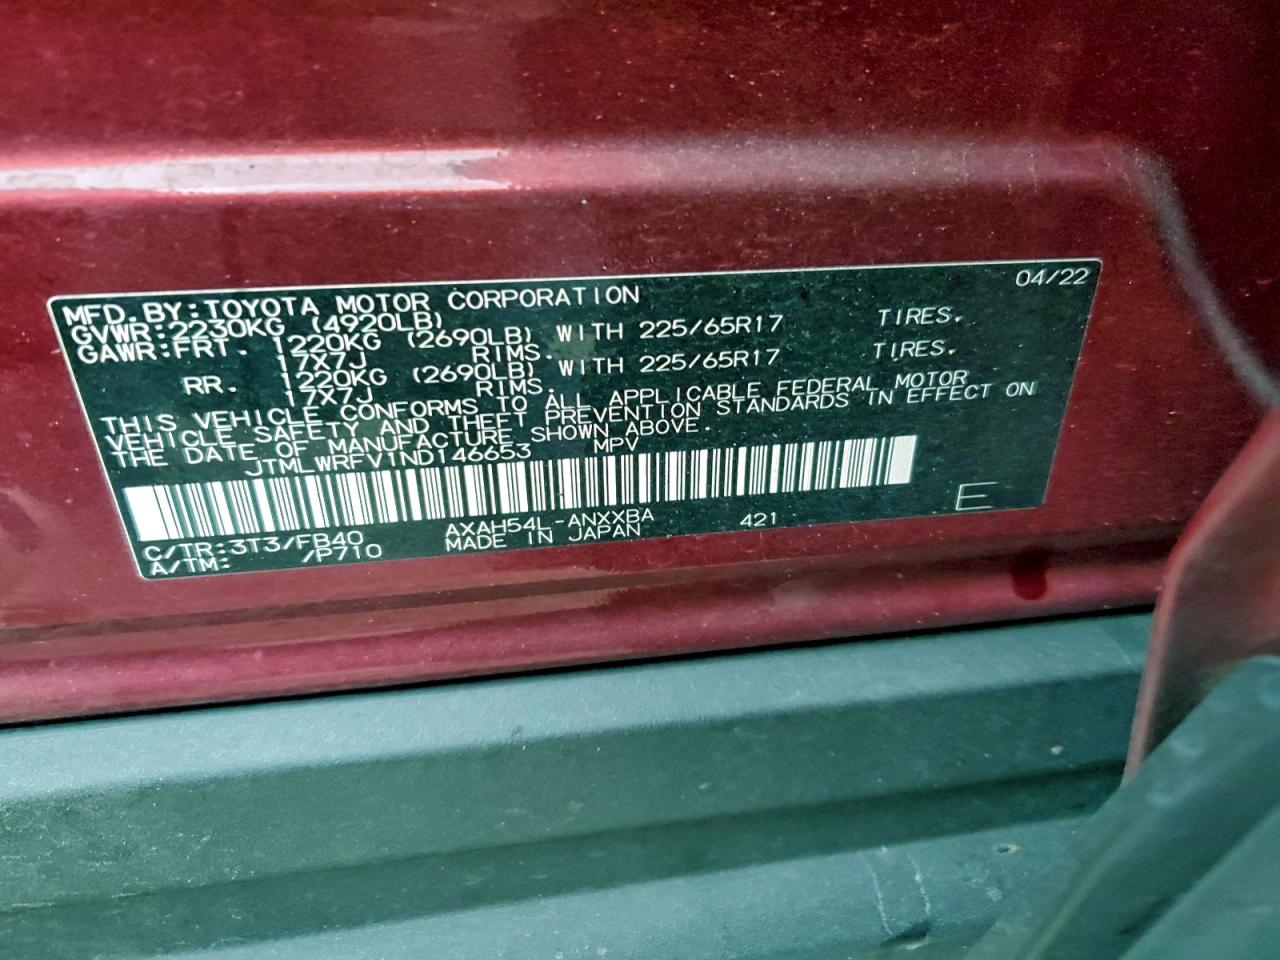 MFD. BY: TOYOTA MOTOR CORPORATION 04/22
GVWR: 2230KG (4920LB)
GAWR: FRT. 1220KG (2690LB) WITH 225/65R17 TIRES.
17X7J RIMS.
RR. 1220KG (2690LB) WITH 225/65R17 TIRES.
17X7J RIMS.
THIS VEHICLE CONFORMS TO ALL APPLICABLE FEDERAL MOTOR
VEHICLE SAFETY AND THEFT PREVENTION STANDARDS IN EFFECT ON
THE DATE OF MANUFACTURE SHOWN ABOVE.
JTMLWRFV1ND146653 MPV
C/TR: 3T3/FB40 AXAH54L-ANXXBA 421 E
A/TM: /P710 MADE IN JAPAN